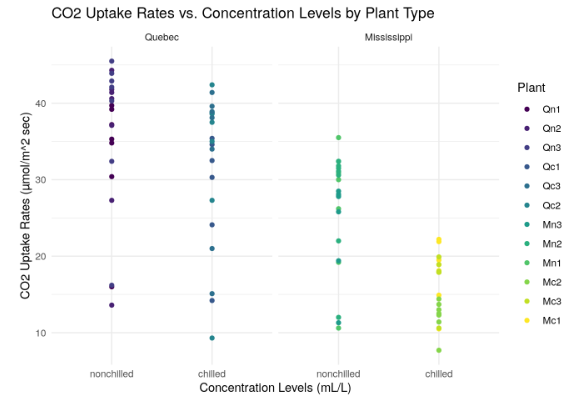 CO2 Uptake Rates vs. Concentration Levels by Plant Type
Quebec
Mississippi
CO2 Uptake Rates (µmol/m^2 sec)
40
30
20
10
nonchilled
chilled
nonchilled
chilled
Concentration Levels (mL/L)
Plant
Qn1
Qn2
Qn3
Qc1
Qc3
Qc2
Mn3
Mn2
Mn1
Mc2
Mc3
Mc1